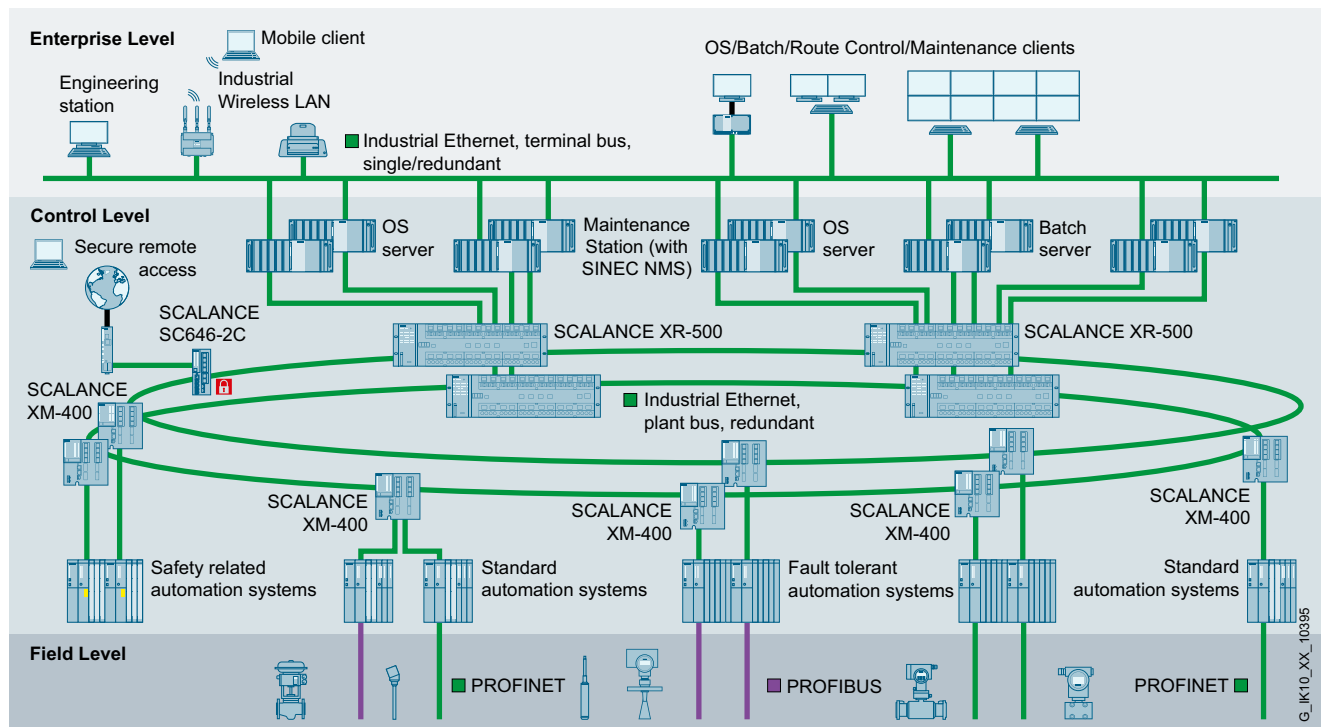 Enterprise Level
Mobile client
Engineering
station
Industrial
Wireless LAN
Industrial Ethernet, terminal bus,
single/redundant
OS/Batch/Route Control/Maintenance clients
Control Level
Secure remote
access
OS
server
Maintenance
Station (with
SINEC NMS)
OS
server
Batch
server
SCALANCE
SC646-2C
SCALANCE XR-500
SCALANCE XR-500
SCALANCE
XM-400
Industrial Ethernet,
plant bus, redundant
SCALANCE
XM-400
SCALANCE
XM-400
SCALANCE
XM-400
SCALANCE
XM-400
Safety related
automation systems
Standard
automation systems
Fault tolerant
automation systems
Standard
automation systems
Field Level
PROFINET
PROFIBUS
PROFINET
G_IK10_XX_10395